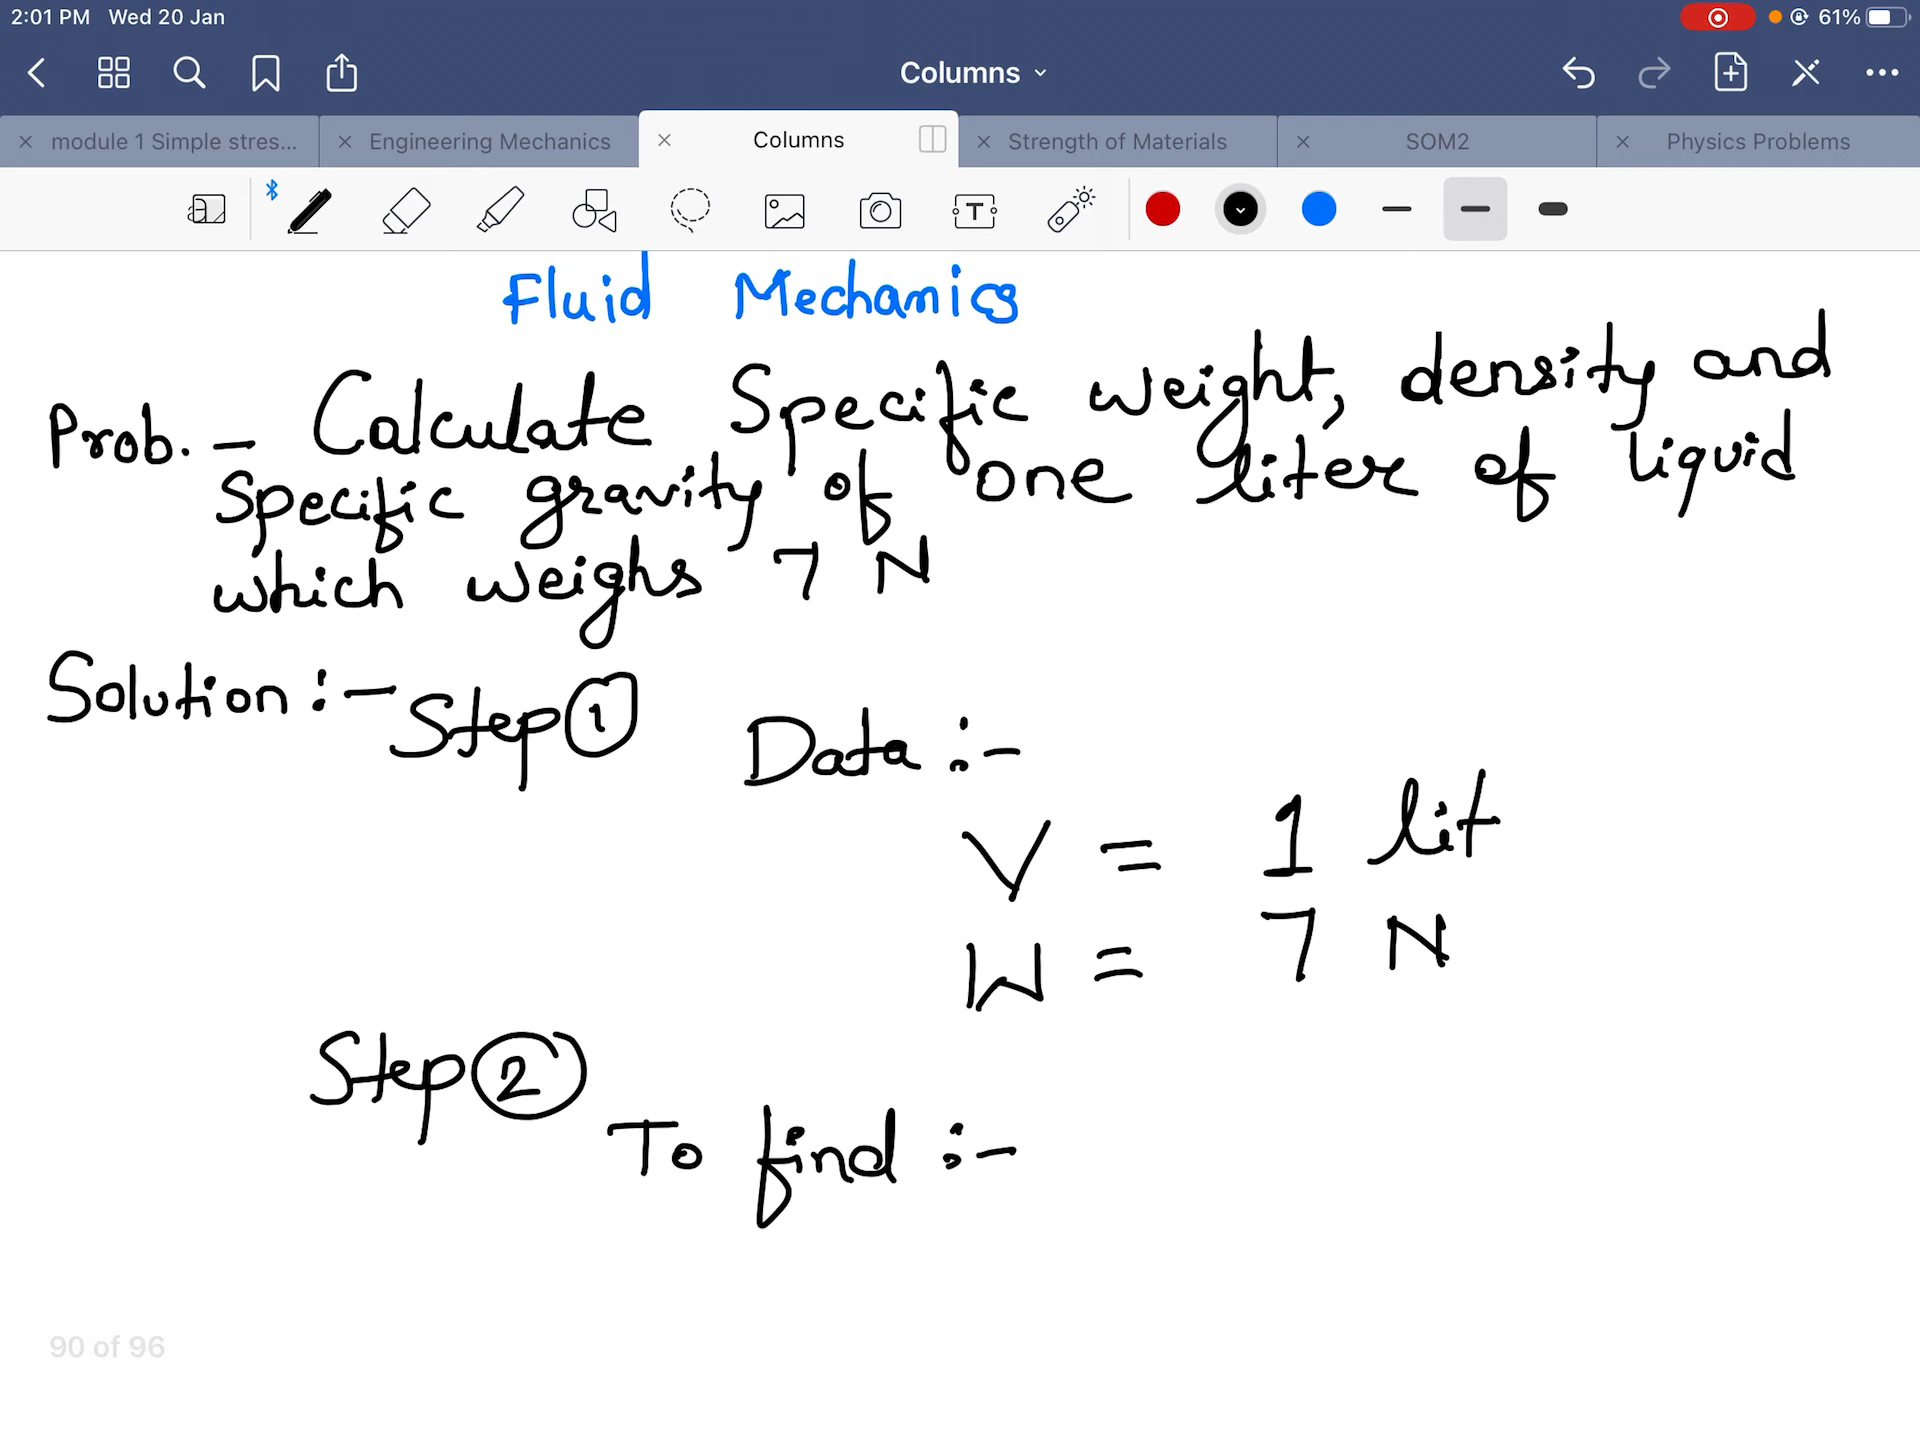 2:01 PM Wed 20 Jan
61%
Columns
module 1 Simple stres...
Engineering Mechanics
Columns
Strength of Materials
SOM2
Physics Problems
Fluid Mechanics
Prob. - Calculate Specific weight, density and
Specific gravity of one liter of liquid
which weighs 7 N
Solution :- Step 1
Data :-
V = 1 lit
W = 7 N
Step 2
To find :-
90 of 96